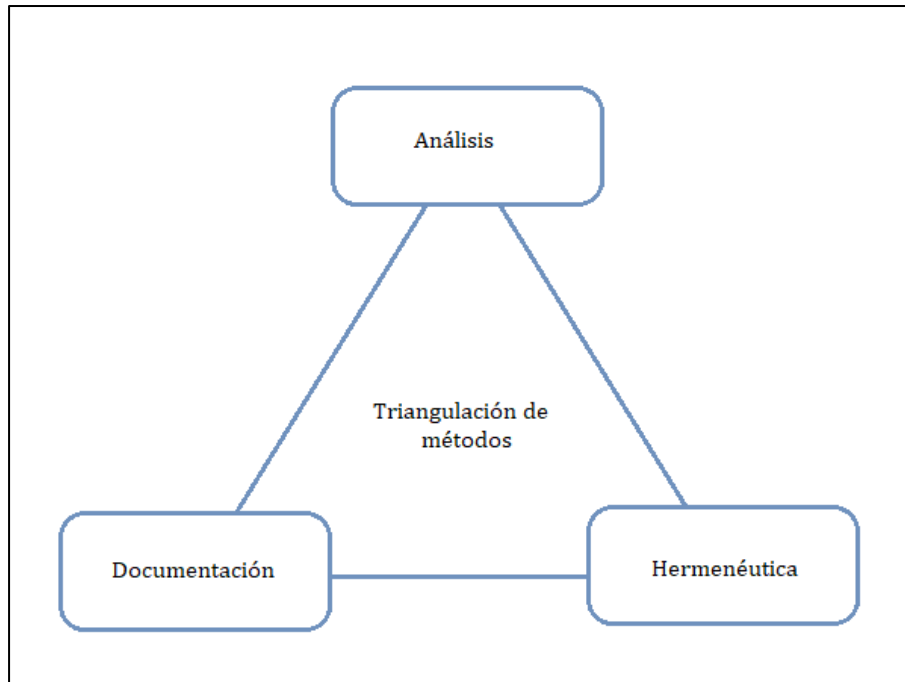 Análisis
Triangulación de
métodos
Documentación
Hermenéutica